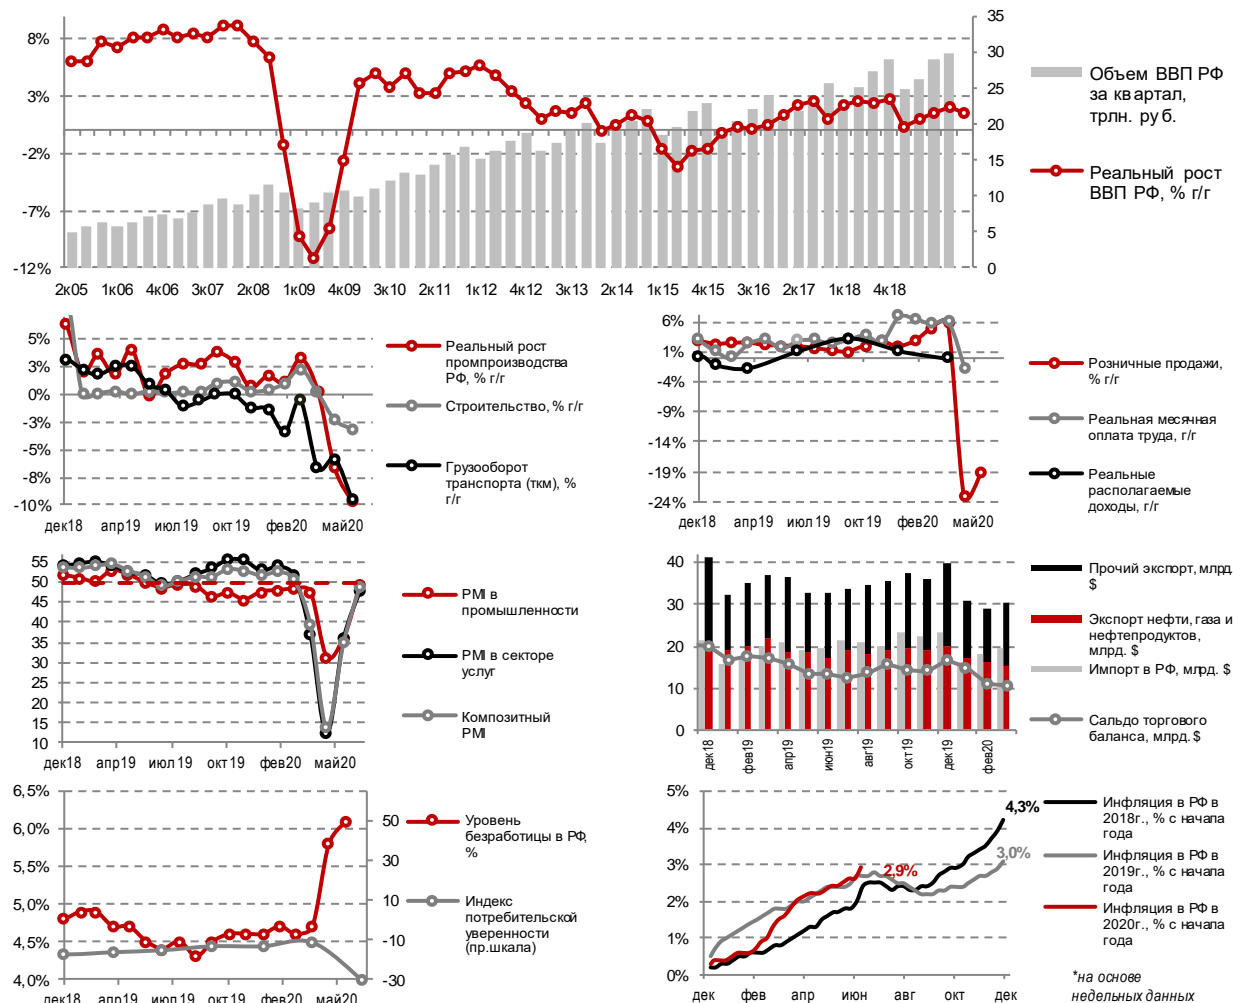 8%
3%
-2%
-7%
-12%
35
30
25
20
15
10
5
0
2к05 1к06 4к06 3к07 2к08 1к09 4к09 3к10 2к11 1к12 4к12 3к13 2к14 1к15 4к15 3к16 2к17 1к18 4к18
Объем ВВП РФ
за квартал,
трлн. руб.
Реальный рост
ВВП РФ, % г/г
5%
3%
0%
-3%
-5%
-8%
-10%
дек18 апр19 июл19 окт19 фев20 май20
Реальный рост
промпроизводства
РФ, % г/г
Строительство, % г/г
Грузооборот
транспорта (ткм), %
г/г
6%
1%
-4%
-9%
-14%
-19%
-24%
дек18 апр19 июл19 окт19 фев20 май20
Розничные продажи,
% г/г
Реальная месячная
оплата труда, г/г
Реальные
располагаемые
доходы, г/г
55
50
45
40
35
30
25
20
15
10
дек18 апр19 июл19 окт19 фев20 май20
PMI в
промышленности
PMI в секторе
услуг
Композитный
PMI
40
30
20
10
0
дек18 фев19 апр19 июн19 авг19 окт19 дек19 фев20
Прочий экспорт, млрд.
$
Экспорт нефти, газа и
нефтепродуктов,
млрд. $
Импорт в РФ, млрд. $
Сальдо торгового
баланса, млрд. $
6,5%
6,0%
5,5%
5,0%
4,5%
4,0%
50
30
10
-10
-30
дек18 апр19 июл19 окт19 фев20 май20
Уровень
безработицы в РФ,
%
Индекс
потребительской
уверенности
(пр.шкала)
5%
4%
3%
2%
1%
0%
4,3%
3,0%
2,9%
дек фев апр июн авг окт дек
Инфляция в РФ в
2018г., % с начала
года
Инфляция в РФ в
2019г., % с начала
года
Инфляция в РФ в
2020г., % с начала
года
*на основе
недельных данных